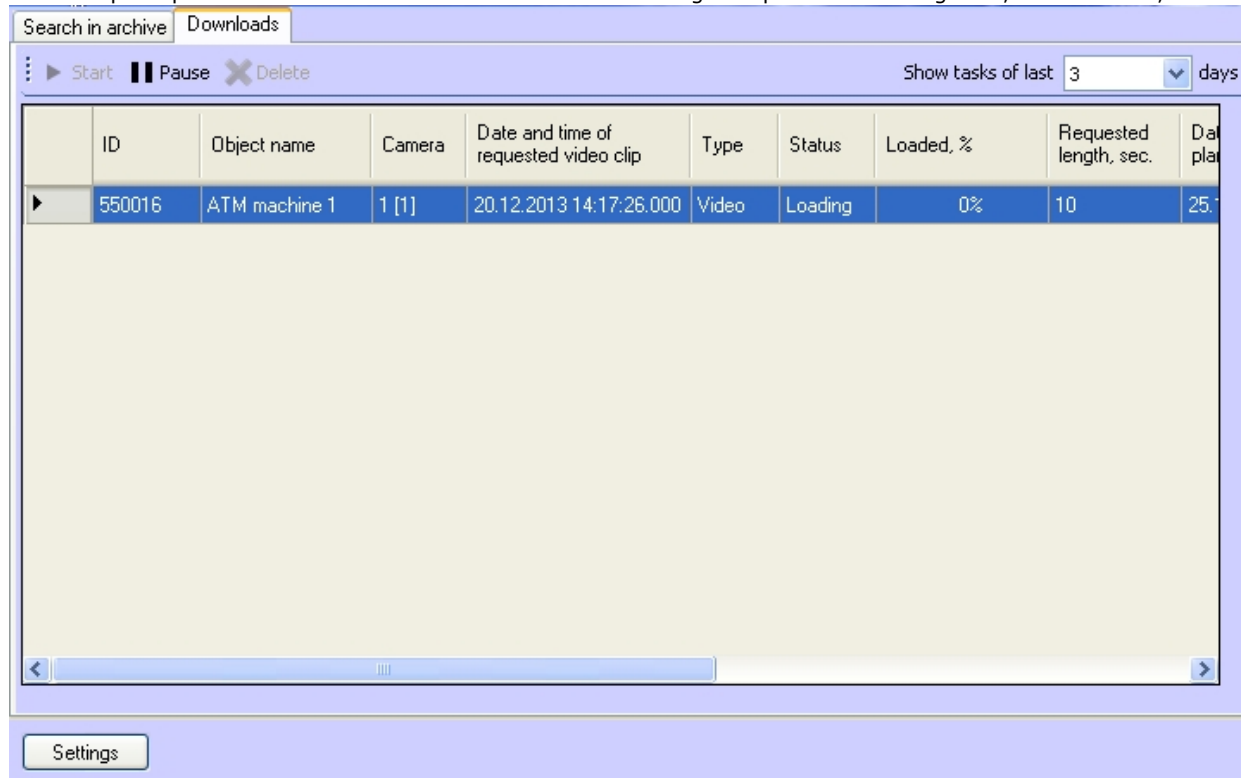 Search in archive Downloads
Start Pause Delete Show tasks of last 3 days
ID Object name Camera Date and time of requested video clip Type Status Loaded, % Requested length, sec.
550016 ATM machine 1 1 [1] 20.12.2013 14:17:26.000 Video Loading 0% 10 25.
Settings